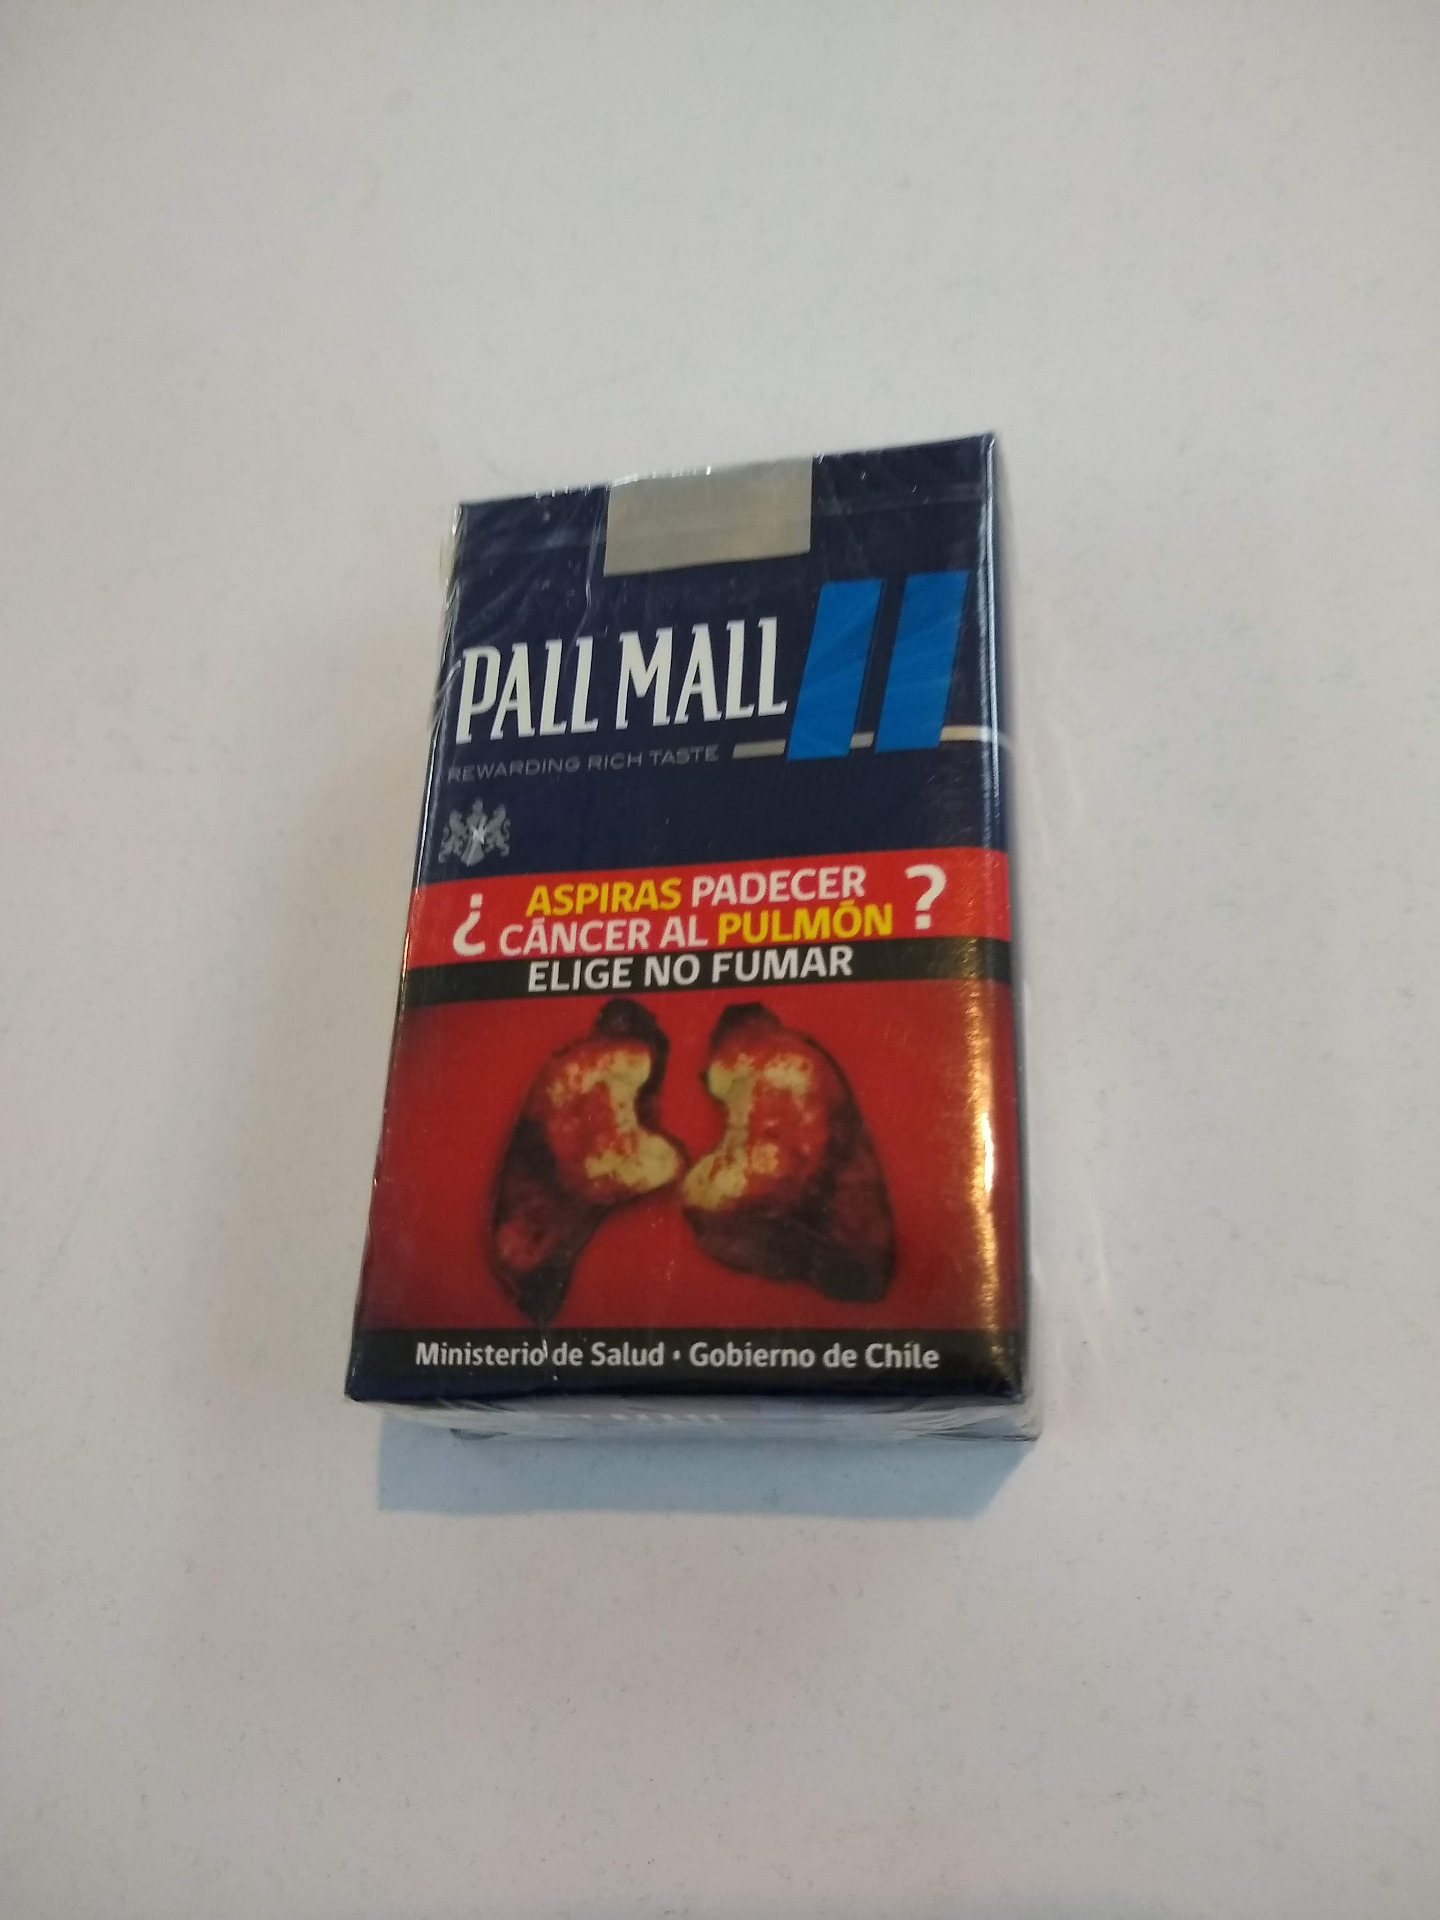 PALL MALL
REWARDING RICH TASTE
¿ ASPIRAS PADECER
CÁNCER AL PULMÓN ?
ELIGE NO FUMAR
Ministerio de Salud · Gobierno de Chile